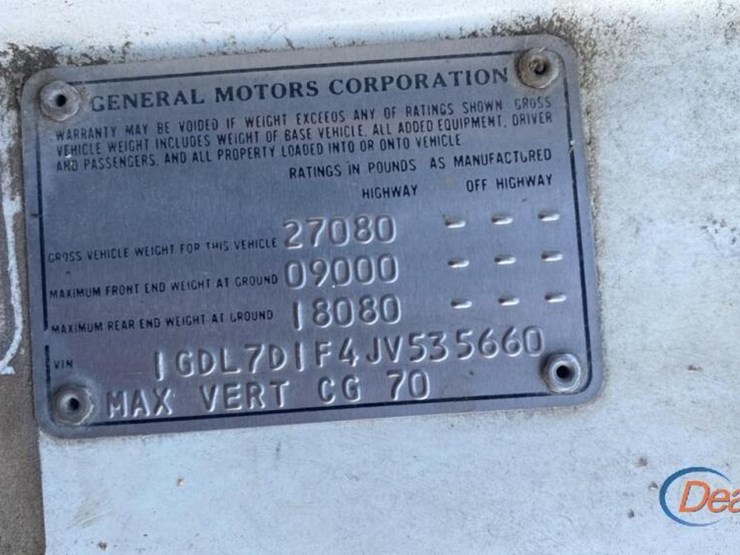 GENERAL MOTORS CORPORATION
WARRANTY MAY BE VOIDED IF WEIGHT EXCEEDS ANY OF RATINGS SHOWN GROSS
VEHICLE WEIGHT INCLUDES WEIGHT OF BASE VEHICLE, ALL ADDED EQUIPMENT, DRIVER
AND PASSENGERS, AND ALL PROPERTY LOADED INTO OR ONTO VEHICLE
RATINGS IN POUNDS AS MANUFACTURED
HIGHWAY OFF HIGHWAY
GROSS VEHICLE WEIGHT FOR THIS VEHICLE 27080 - - -
MAXIMUM FRONT END WEIGHT AT GROUND 09000 - - -
MAXIMUM REAR END WEIGHT AT GROUND 18080 - - -
VIN 1GDL7D1F4JV535660
MAX VERT CG 70
Dea